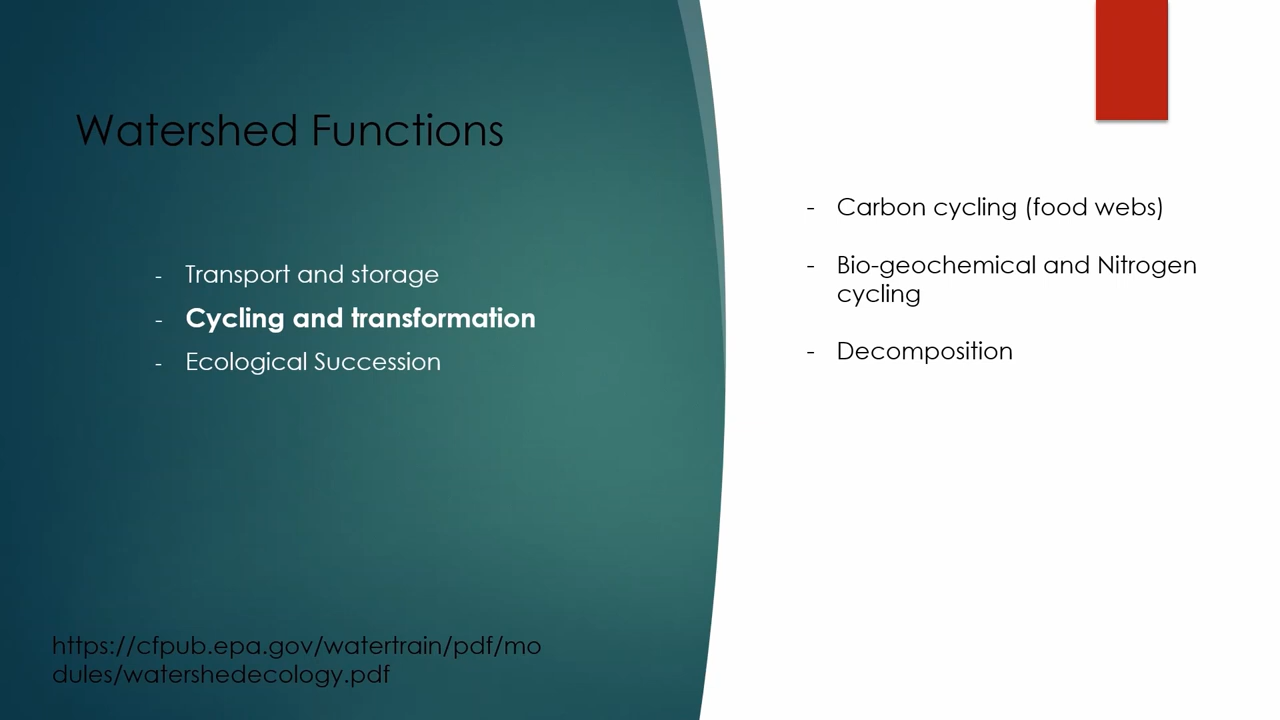 Watershed Functions
- Transport and storage
- Cycling and transformation
- Ecological Succession
https://cfpub.epa.gov/watertrain/pdf/mo
dules/watershedecology.pdf
- Carbon cycling (food webs)
- Bio-geochemical and Nitrogen
cycling
- Decomposition